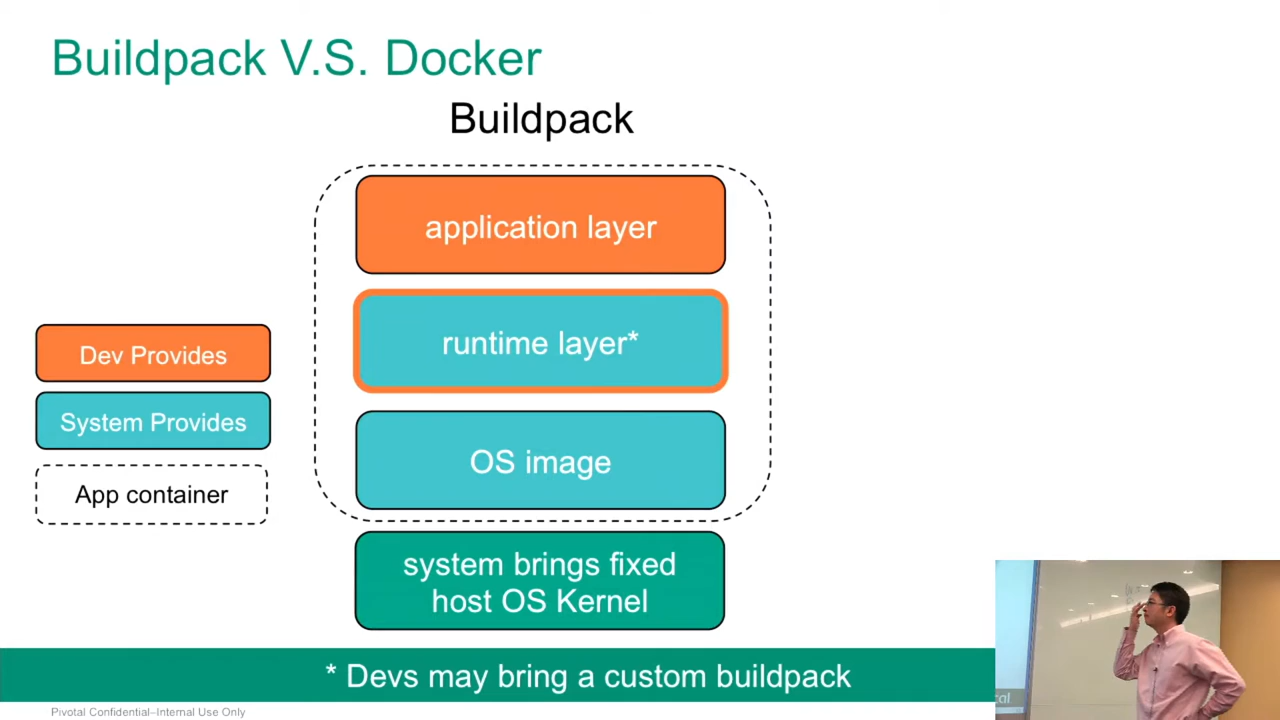 Buildpack V.S. Docker
Buildpack
application layer
runtime layer*
OS image
system brings fixed
host OS Kernel
Dev Provides
System Provides
App container
* Devs may bring a custom buildpack
Pivotal Confidential–Internal Use Only